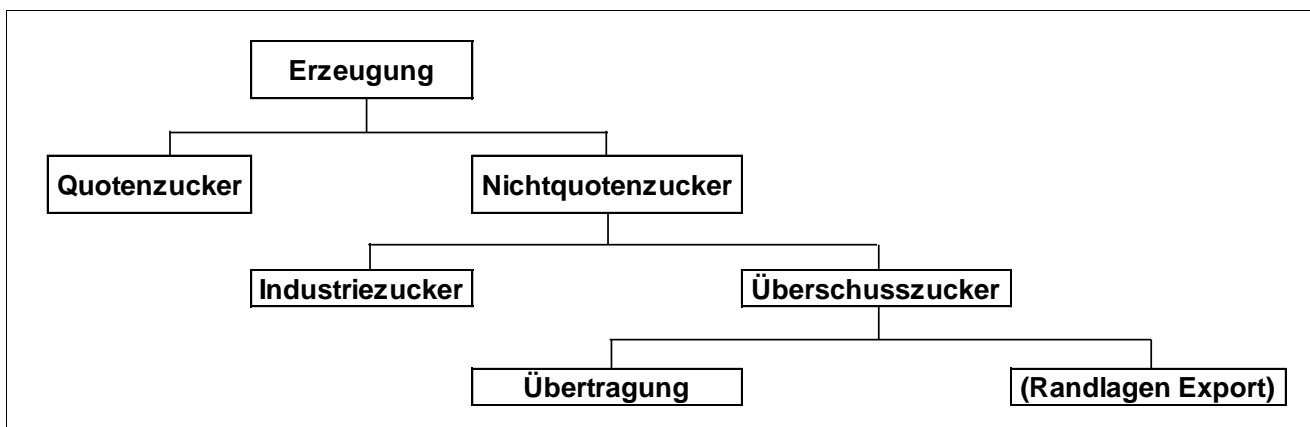 Erzeugung
Quotenzucker
Nichtquotenzucker
Industriezucker
Überschusszucker
Übertragung
(Randlagen Export)